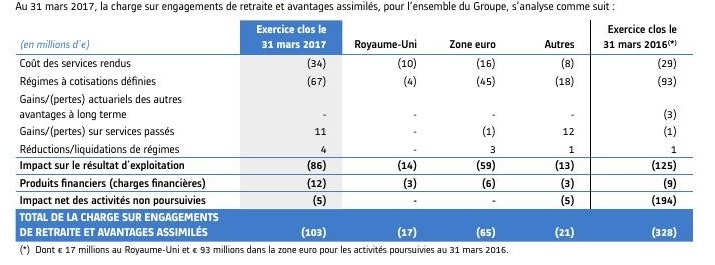 Au 31 mars 2017, la charge sur engagements de retraite et avantages assimilés, pour l'ensemble du Groupe, s'analyse comme suit :
(en millions d'€) Exercice clos le 31 mars 2017 Royaume-Uni Zone euro Autres Exercice clos le 31 mars 2016(*)
Coût des services rendus (34) (10) (16) (8) (29)
Régimes à cotisations définies (67) (4) (45) (18) (93)
Gains/(pertes) actuariels des autres
avantages à long terme - - - - (3)
Gains/(pertes) sur services passés 11 - (1) 12 (1)
Réductions/liquidations de régimes 4 - 3 1 1
Impact sur le résultat d'exploitation (86) (14) (59) (13) (125)
Produits financiers (charges financières) (12) (3) (6) (3) (9)
Impact net des activités non poursuivies (5) - - (5) (194)
TOTAL DE LA CHARGE SUR ENGAGEMENTS
DE RETRAITE ET AVANTAGES ASSIMILÉS (103) (17) (65) (21) (328)
(*) Dont € 17 millions au Royaume-Uni et € 93 millions dans la zone euro pour les activités poursuivies au 31 mars 2016.